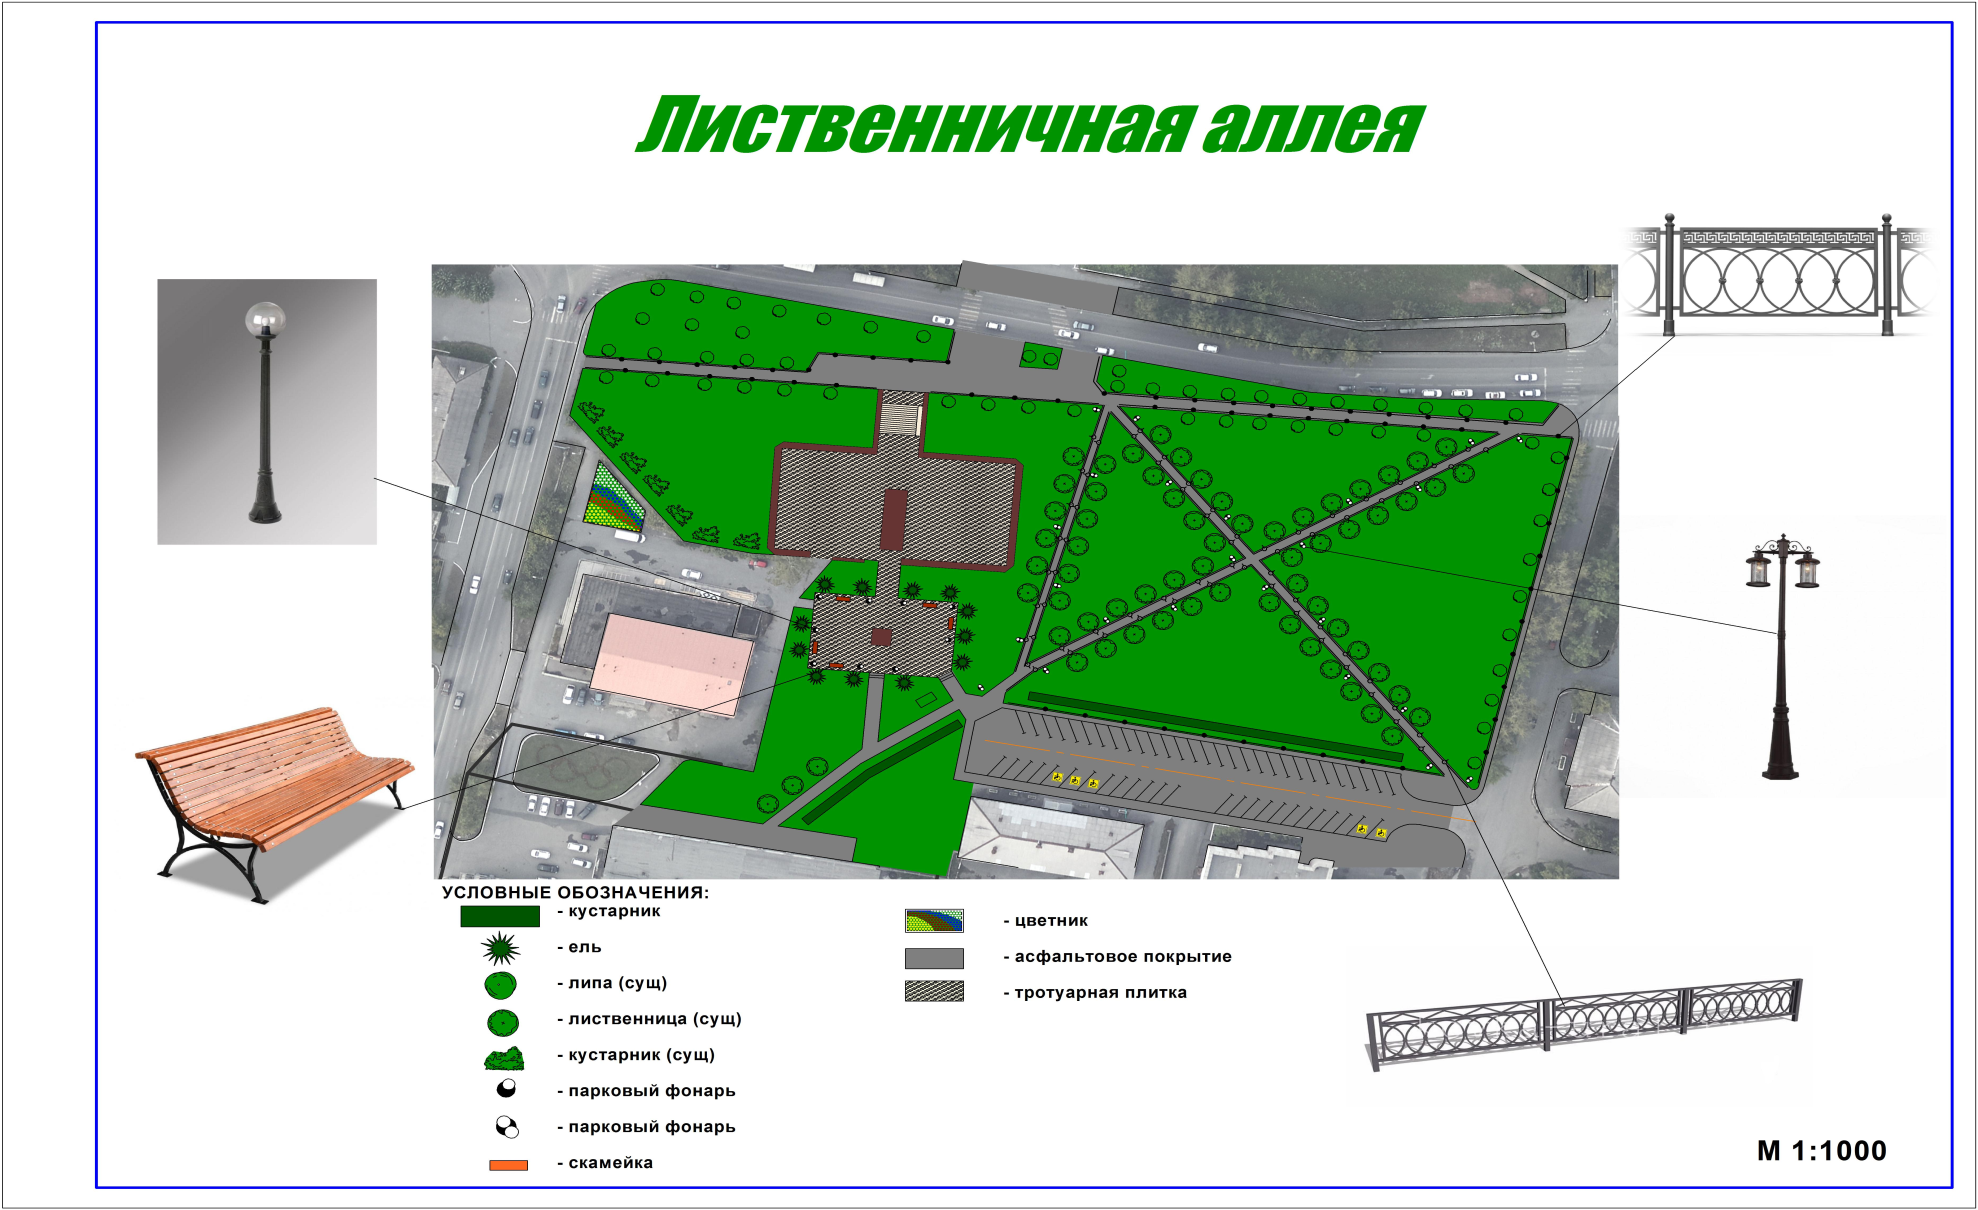 Лиственничная аллея
УСЛОВНЫЕ ОБОЗНАЧЕНИЯ:
- кустарник
- ель
- липа (сущ)
- лиственница (сущ)
- кустарник (сущ)
- парковый фонарь
- парковый фонарь
- скамейка
- цветник
- асфальтовое покрытие
- тротуарная плитка
М 1:1000